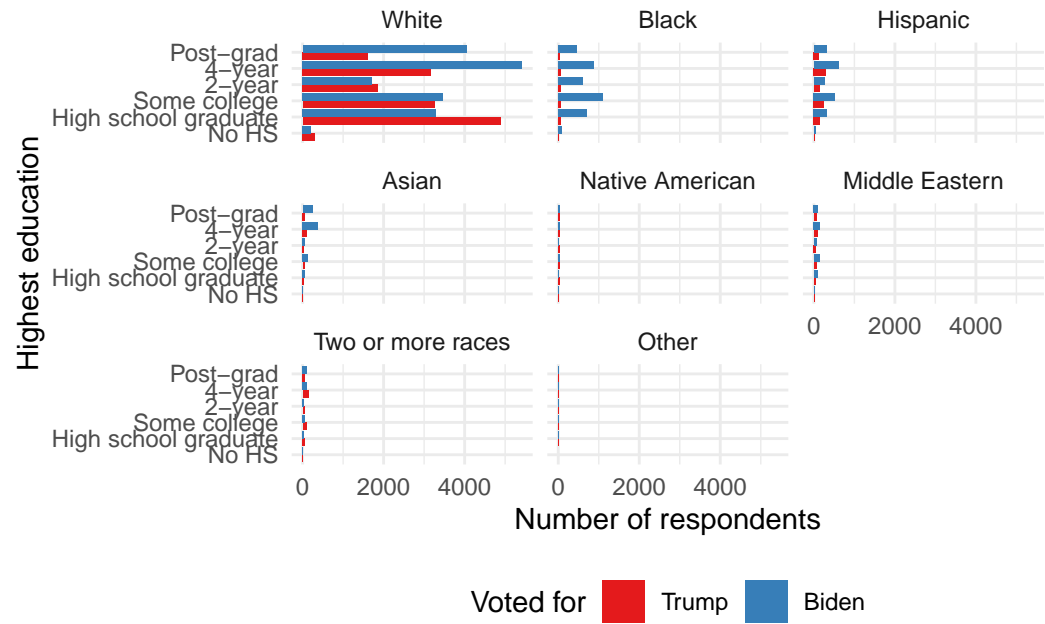 White Black Hispanic
Post−grad
4−year
2−year
Some college
High school graduate
No HS
Asian Native American Middle Eastern
Post−grad
4−year
2−year
Some college
High school graduate
No HS
0 2000 4000
Two or more races Other
Post−grad
4−year
2−year
Some college
High school graduate
No HS
0 2000 4000 0 2000 4000
Number of respondents
Highest education
Voted for Trump Biden